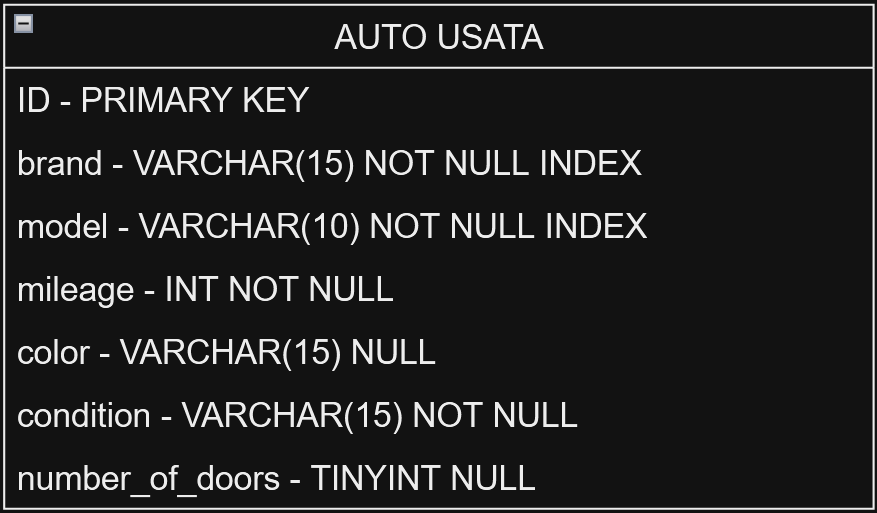 AUTO USATA
ID - PRIMARY KEY
brand - VARCHAR(15) NOT NULL INDEX
model - VARCHAR(10) NOT NULL INDEX
mileage - INT NOT NULL
color - VARCHAR(15) NULL
condition - VARCHAR(15) NOT NULL
number_of_doors - TINYINT NULL